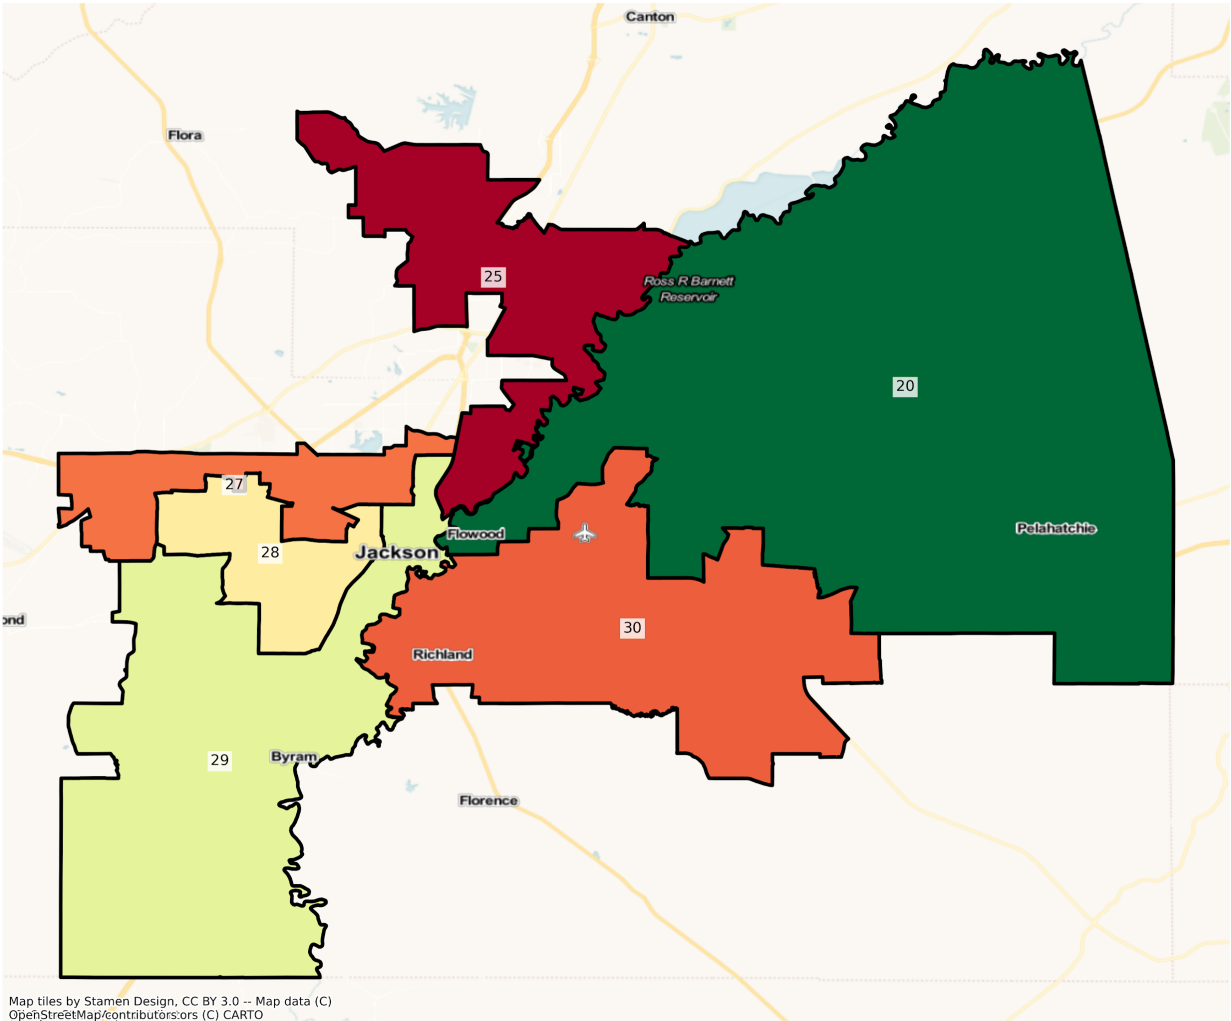 Canton
Flora
25
Ross R Barnett
Reservoir
20
27
Flowood
Pelahatchie
28
Jackson
ond
30
Richland
29
Byram
Florence
Map tiles by Stamen Design, CC BY 3.0 -- Map data (C)
OpenStreetMap contributors (C) CARTO